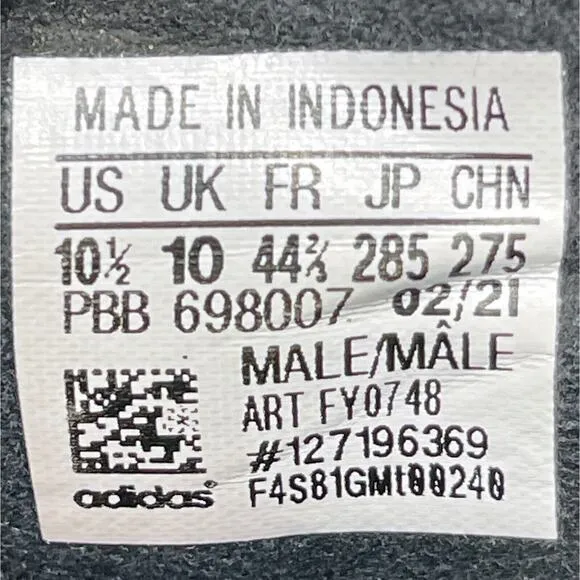 MADE IN INDONESIA
US UK FR JP CHN
10½ 10 44⅔ 285 275
PBB 698007 02/21
MALE/MÂLE
ART FY0748
#127196369
F4S81GMt00240
adidas